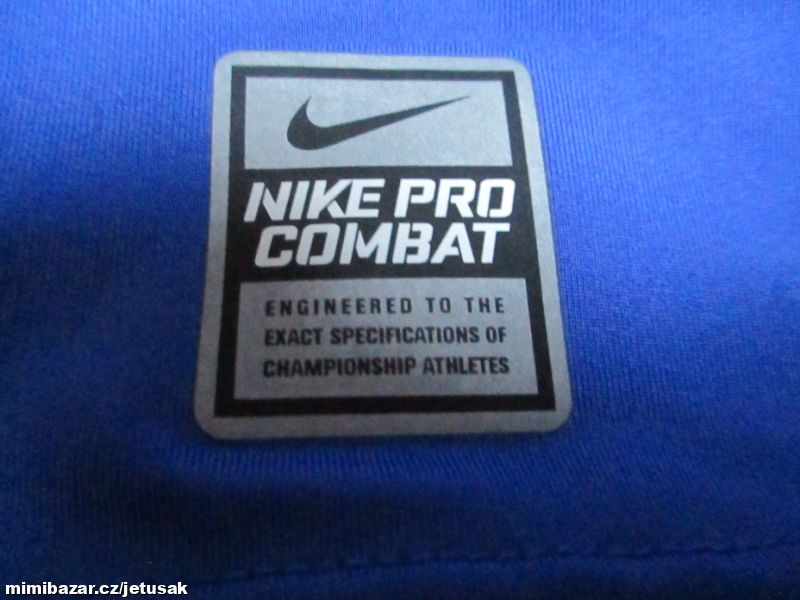 NIKE PRO
COMBAT
ENGINEERED TO THE
EXACT SPECIFICATIONS OF
CHAMPIONSHIP ATHLETES
mimibazar.cz/jetusak